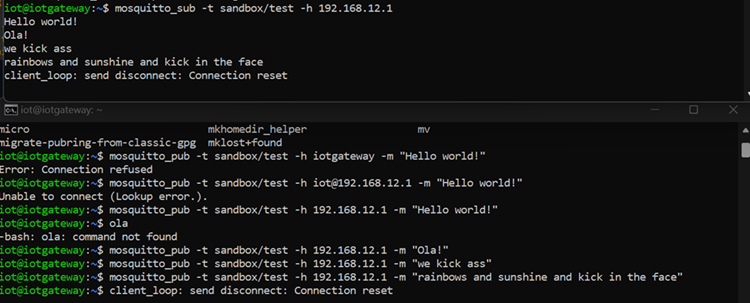 iot@iotgateway:~$ mosquitto_sub -t sandbox/test -h 192.168.12.1
Hello world!
Ola!
we kick ass
rainbows and sunshine and kick in the face
client_loop: send disconnect: Connection reset
iot@iotgateway: ~
micro mkhomedir_helper mv
migrate-pubring-from-classic-gpg mklost+found
iot@iotgateway:~$ mosquitto_pub -t sandbox/test -h iotgateway -m "Hello world!"
Error: Connection refused
iot@iotgateway:~$ mosquitto_pub -t sandbox/test -h iot@192.168.12.1 -m "Hello world!"
Unable to connect (Lookup error.).
iot@iotgateway:~$ mosquitto_pub -t sandbox/test -h 192.168.12.1 -m "Hello world!"
iot@iotgateway:~$ ola
-bash: ola: command not found
iot@iotgateway:~$ mosquitto_pub -t sandbox/test -h 192.168.12.1 -m "Ola!"
iot@iotgateway:~$ mosquitto_pub -t sandbox/test -h 192.168.12.1 -m "we kick ass"
iot@iotgateway:~$ mosquitto_pub -t sandbox/test -h 192.168.12.1 -m "rainbows and sunshine and kick in the face"
iot@iotgateway:~$ client_loop: send disconnect: Connection reset